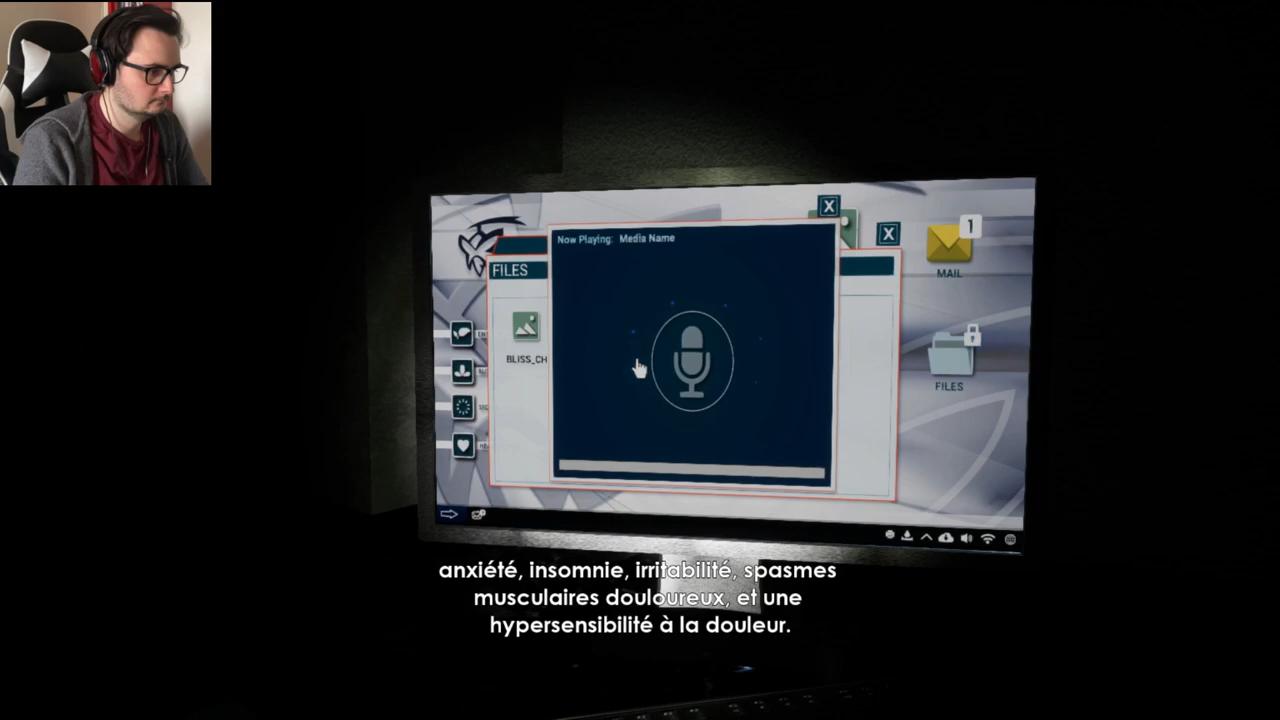 Now Playing: Media Name
1
FILES
MAIL
BLISS_CH
FILES
anxiété, insomnie, irritabilité, spasmes
musculaires douloureux, et une
hypersensibilité à la douleur.